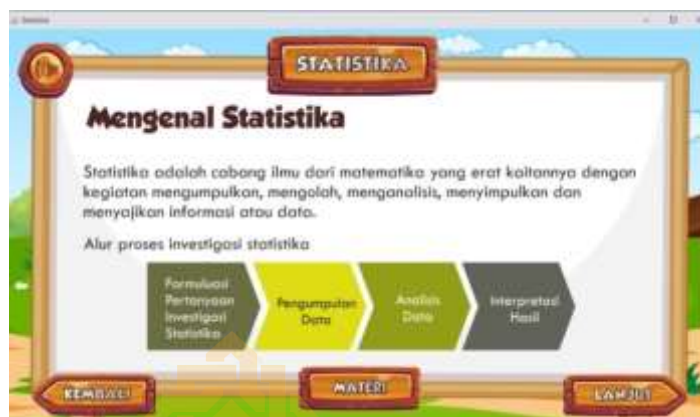 STATISTIKA
Mengenal Statistika
Statistika adalah cabang ilmu dari matematika yang erat kaitannya dengan
kegiatan mengumpulkan, mengolah, menganalisis, menyimpulkan dan
menyajikan informasi atau data.
Alur proses investigasi statistika
Formulasi
Pertanyaan
Investigasi
Statistika
Pengumpulan
Data
Analisis
Data
Interpretasi
Hasil
KEMBALI
MATERI
LANJUT